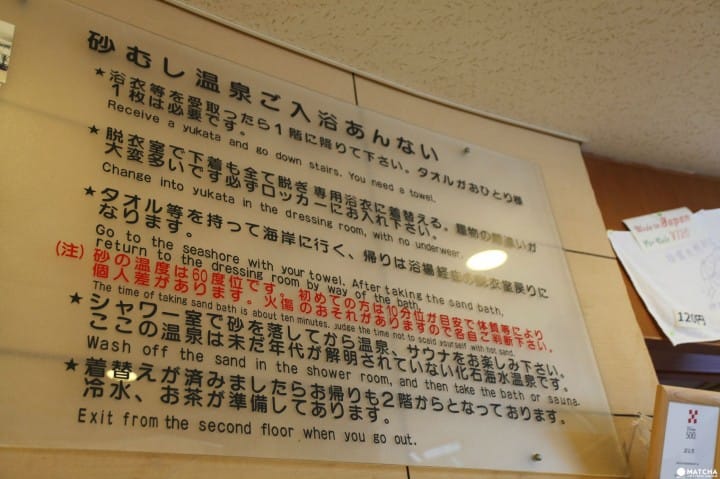 砂むし温泉ご入浴あんない
★浴衣等を受取ったら1階に降りて下さい。タオルがおひとり様
1枚は必要です。
Receive a yukata and go down stairs. You need a towel.
★脱衣室で下着も全て脱ぎ専用浴衣に着替える。履物の間違いが
大変多いです必ずロッカーにお入れ下さい。
Change into yukata in the dressing room, with no underwear.
★タオル等を持って海岸に行く、帰りは浴場経由の脱衣室戻りに
なります。
Go to the seashore with your towel. After taking the sand bath,
return to the dressing room by way of the bath.
(注)砂の温度は60度位です。初めての方は10分位が目安で体質等により
個人差があります。火傷のおそれがありますので各自ご判断下さい。
The time of taking sand bath is about ten minutes. judge the time not to scald yourself with hot sand.
★シャワー室で砂を落してから温泉、サウナをお楽しみ下さい。
ここの温泉は未だ年代が解明されていない化石海水温泉です。
Wash off the sand in the shower room, and then take the bath or sauna.
★着替えが済みましたらお帰りも2階からとなっております。
冷水、お茶が準備してあります。
Exit from the second floor when you go out.
Made in Japan
120円
500
MATCHA